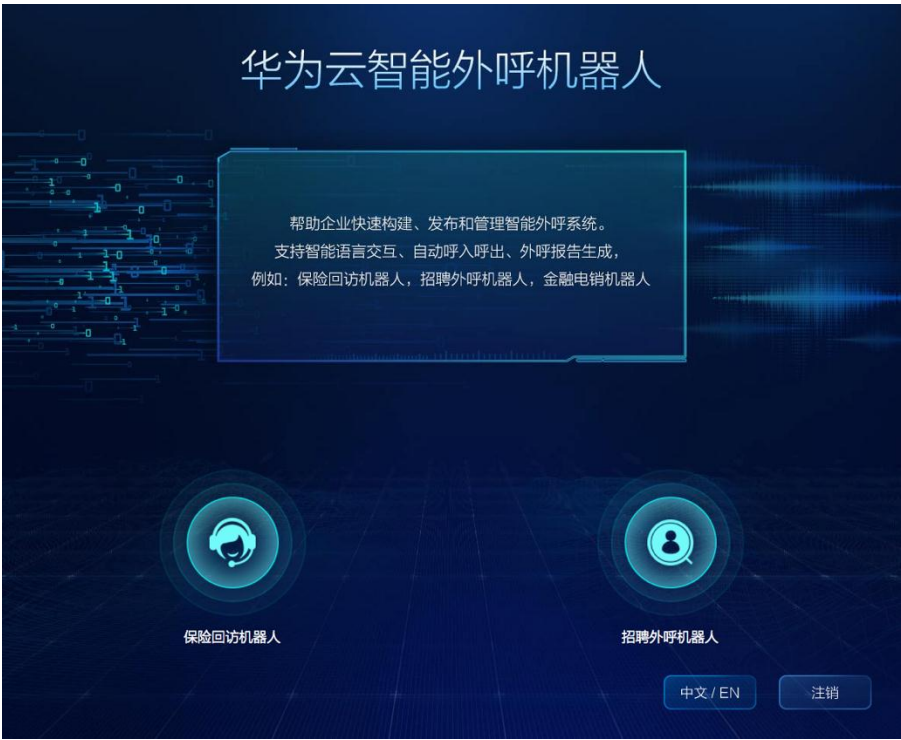 华为云智能外呼机器人
帮助企业快速构建、发布和管理智能外呼系统。
支持智能语言交互、自动呼入呼出、外呼报告生成，
例如：保险回访机器人，招聘外呼机器人，金融电销机器人
保险回访机器人
招聘外呼机器人
中文 / EN
注销